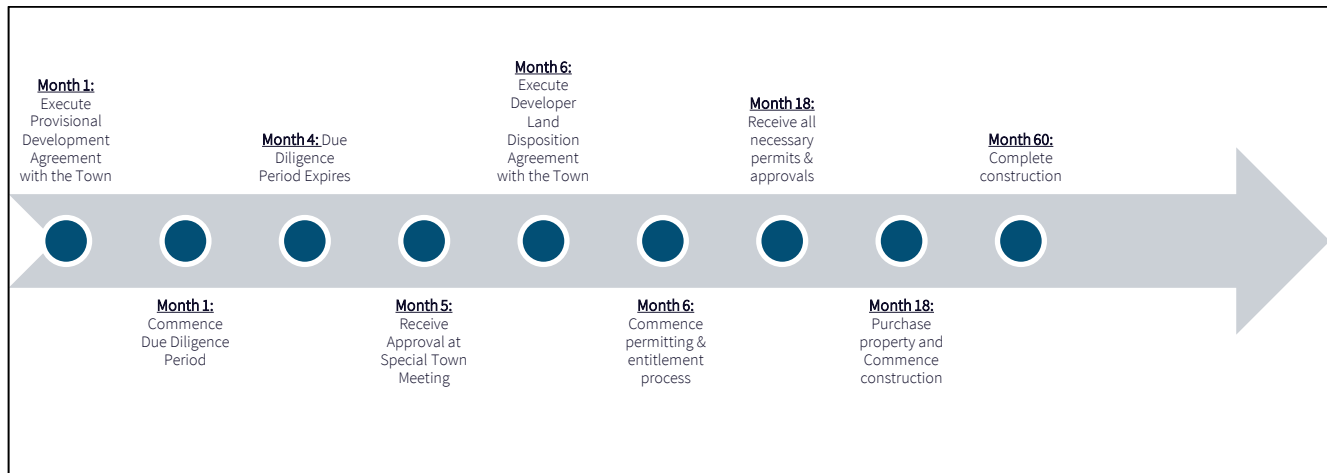 Month 1:
Execute
Provisional
Development
Agreement
with the Town
Month 1:
Commence
Due Diligence
Period
Month 4: Due
Diligence
Period Expires
Month 5:
Receive
Approval at
Special Town
Meeting
Month 6:
Execute
Developer
Land
Disposition
Agreement
with the Town
Month 6:
Commence
permitting &
entitlement
process
Month 18:
Receive all
necessary
permits &
approvals
Month 18:
Purchase
property and
Commence
construction
Month 60:
Complete
construction